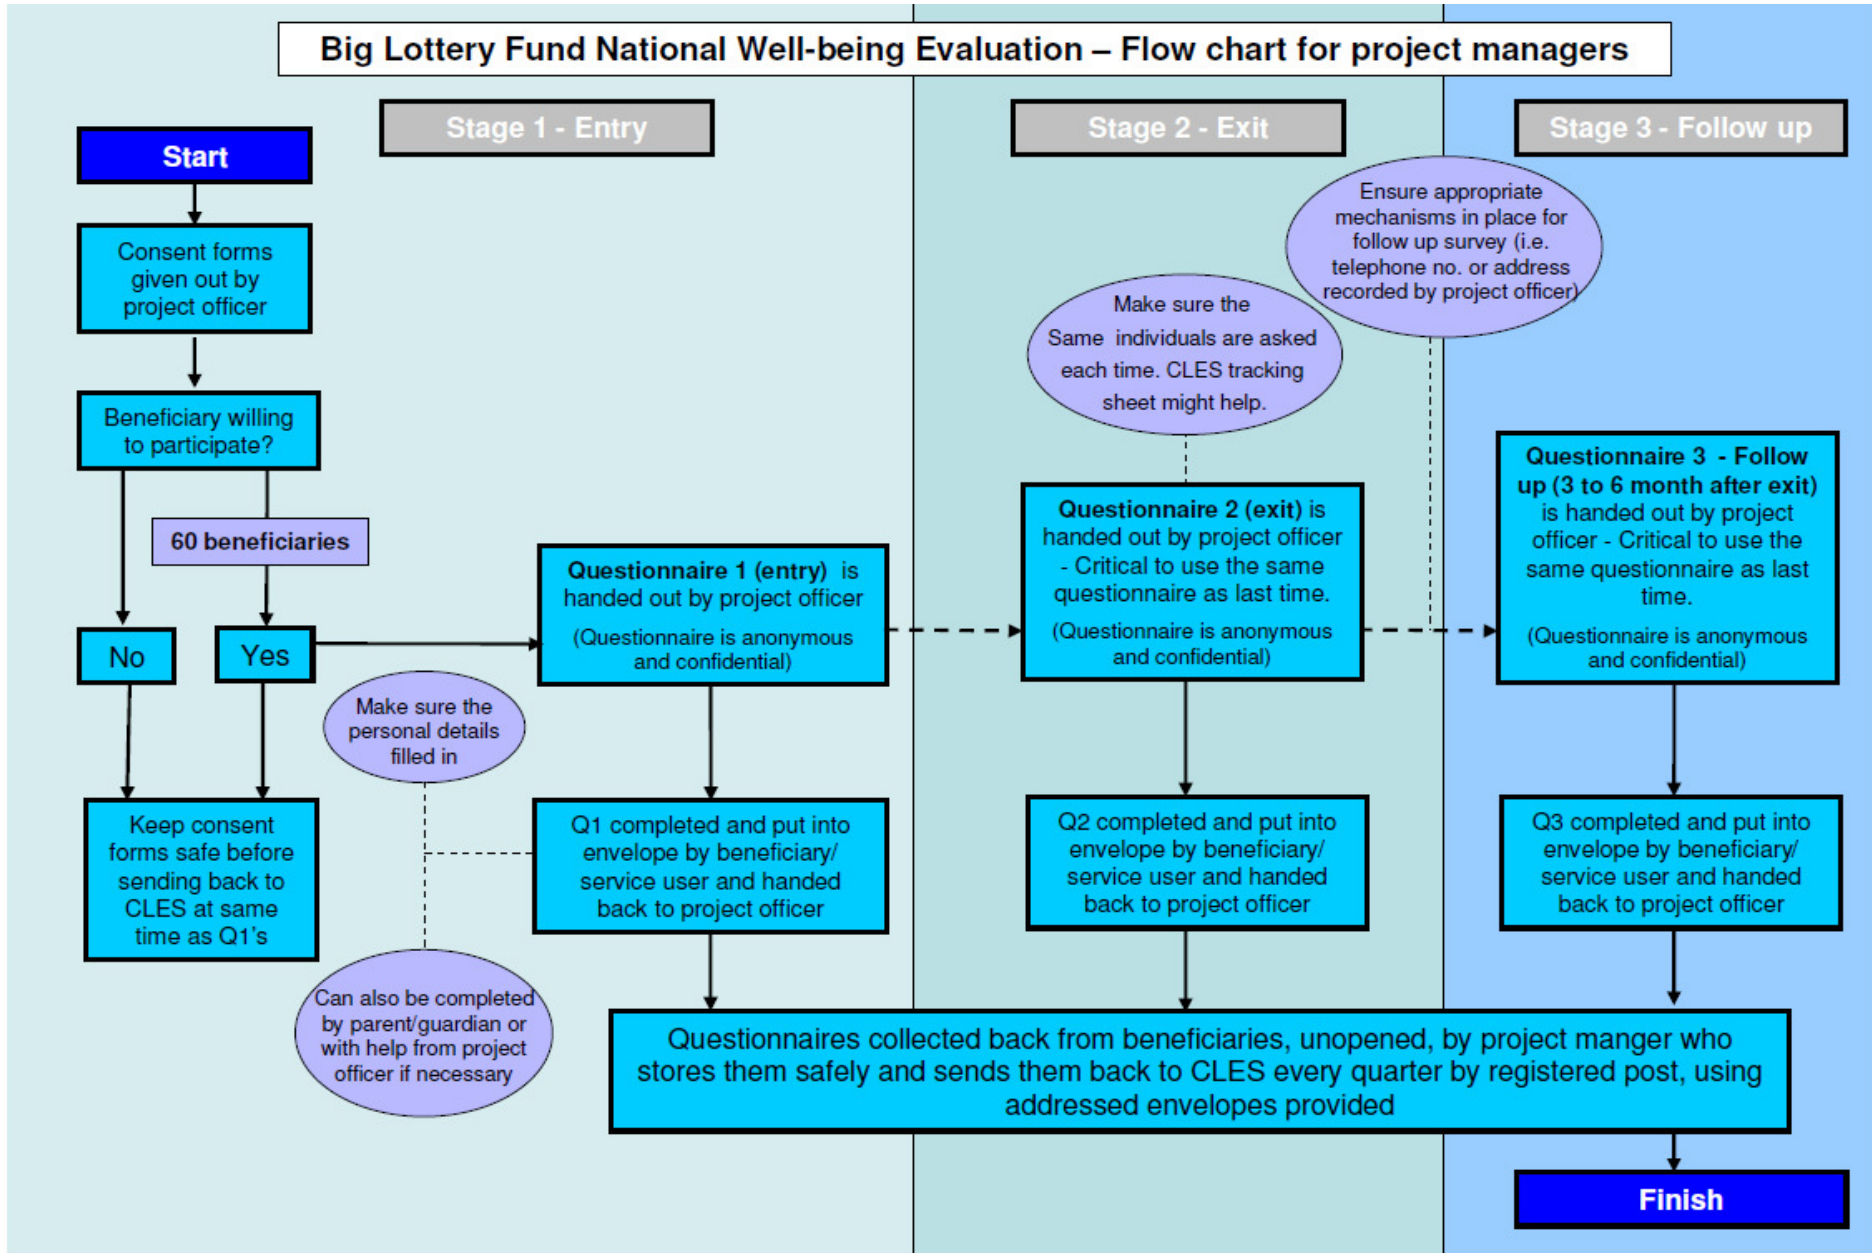 Big Lottery Fund National Well-being Evaluation – Flow chart for project managers
Stage 1 - Entry
Stage 2 - Exit
Stage 3 - Follow up
Start
Consent forms
given out by
project officer
Beneficiary willing
to participate?
60 beneficiaries
No
Yes
Keep consent
forms safe before
sending back to
CLES at same
time as Q1's
Questionnaire 1 (entry) is
handed out by project officer
(Questionnaire is anonymous
and confidential)
Make sure the
personal details
filled in
Q1 completed and put into
envelope by beneficiary/
service user and handed
back to project officer
Can also be completed
by parent/guardian or
with help from project
officer if necessary
Make sure the
Same individuals are asked
each time. CLES tracking
sheet might help.
Questionnaire 2 (exit) is
handed out by project officer
- Critical to use the same
questionnaire as last time.
(Questionnaire is anonymous
and confidential)
Q2 completed and put into
envelope by beneficiary/
service user and handed
back to project officer
Ensure appropriate
mechanisms in place for
follow up survey (i.e.
telephone no. or address
recorded by project officer)
Questionnaire 3 - Follow
up (3 to 6 month after exit)
is handed out by project
officer - Critical to use the
same questionnaire as last
time.
(Questionnaire is anonymous
and confidential)
Q3 completed and put into
envelope by beneficiary/
service user and handed
back to project officer
Questionnaires collected back from beneficiaries, unopened, by project manger who
stores them safely and sends them back to CLES every quarter by registered post, using
addressed envelopes provided
Finish